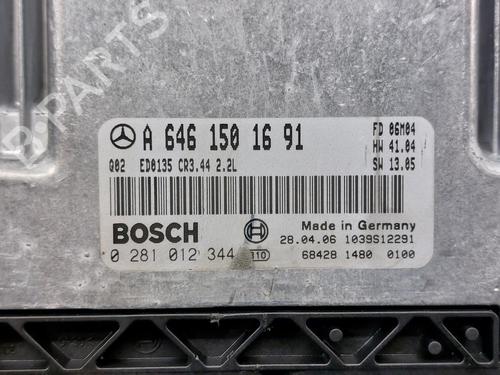 B-PARTS
A 646 150 16 91
FD 06M04
HW 41.04
SW 13.05
Q02 ED0135 CR3.44 2.2L
BOSCH
Made in Germany
28.04.06 1039S12291
0 281 012 344
110
68428 1480 0100